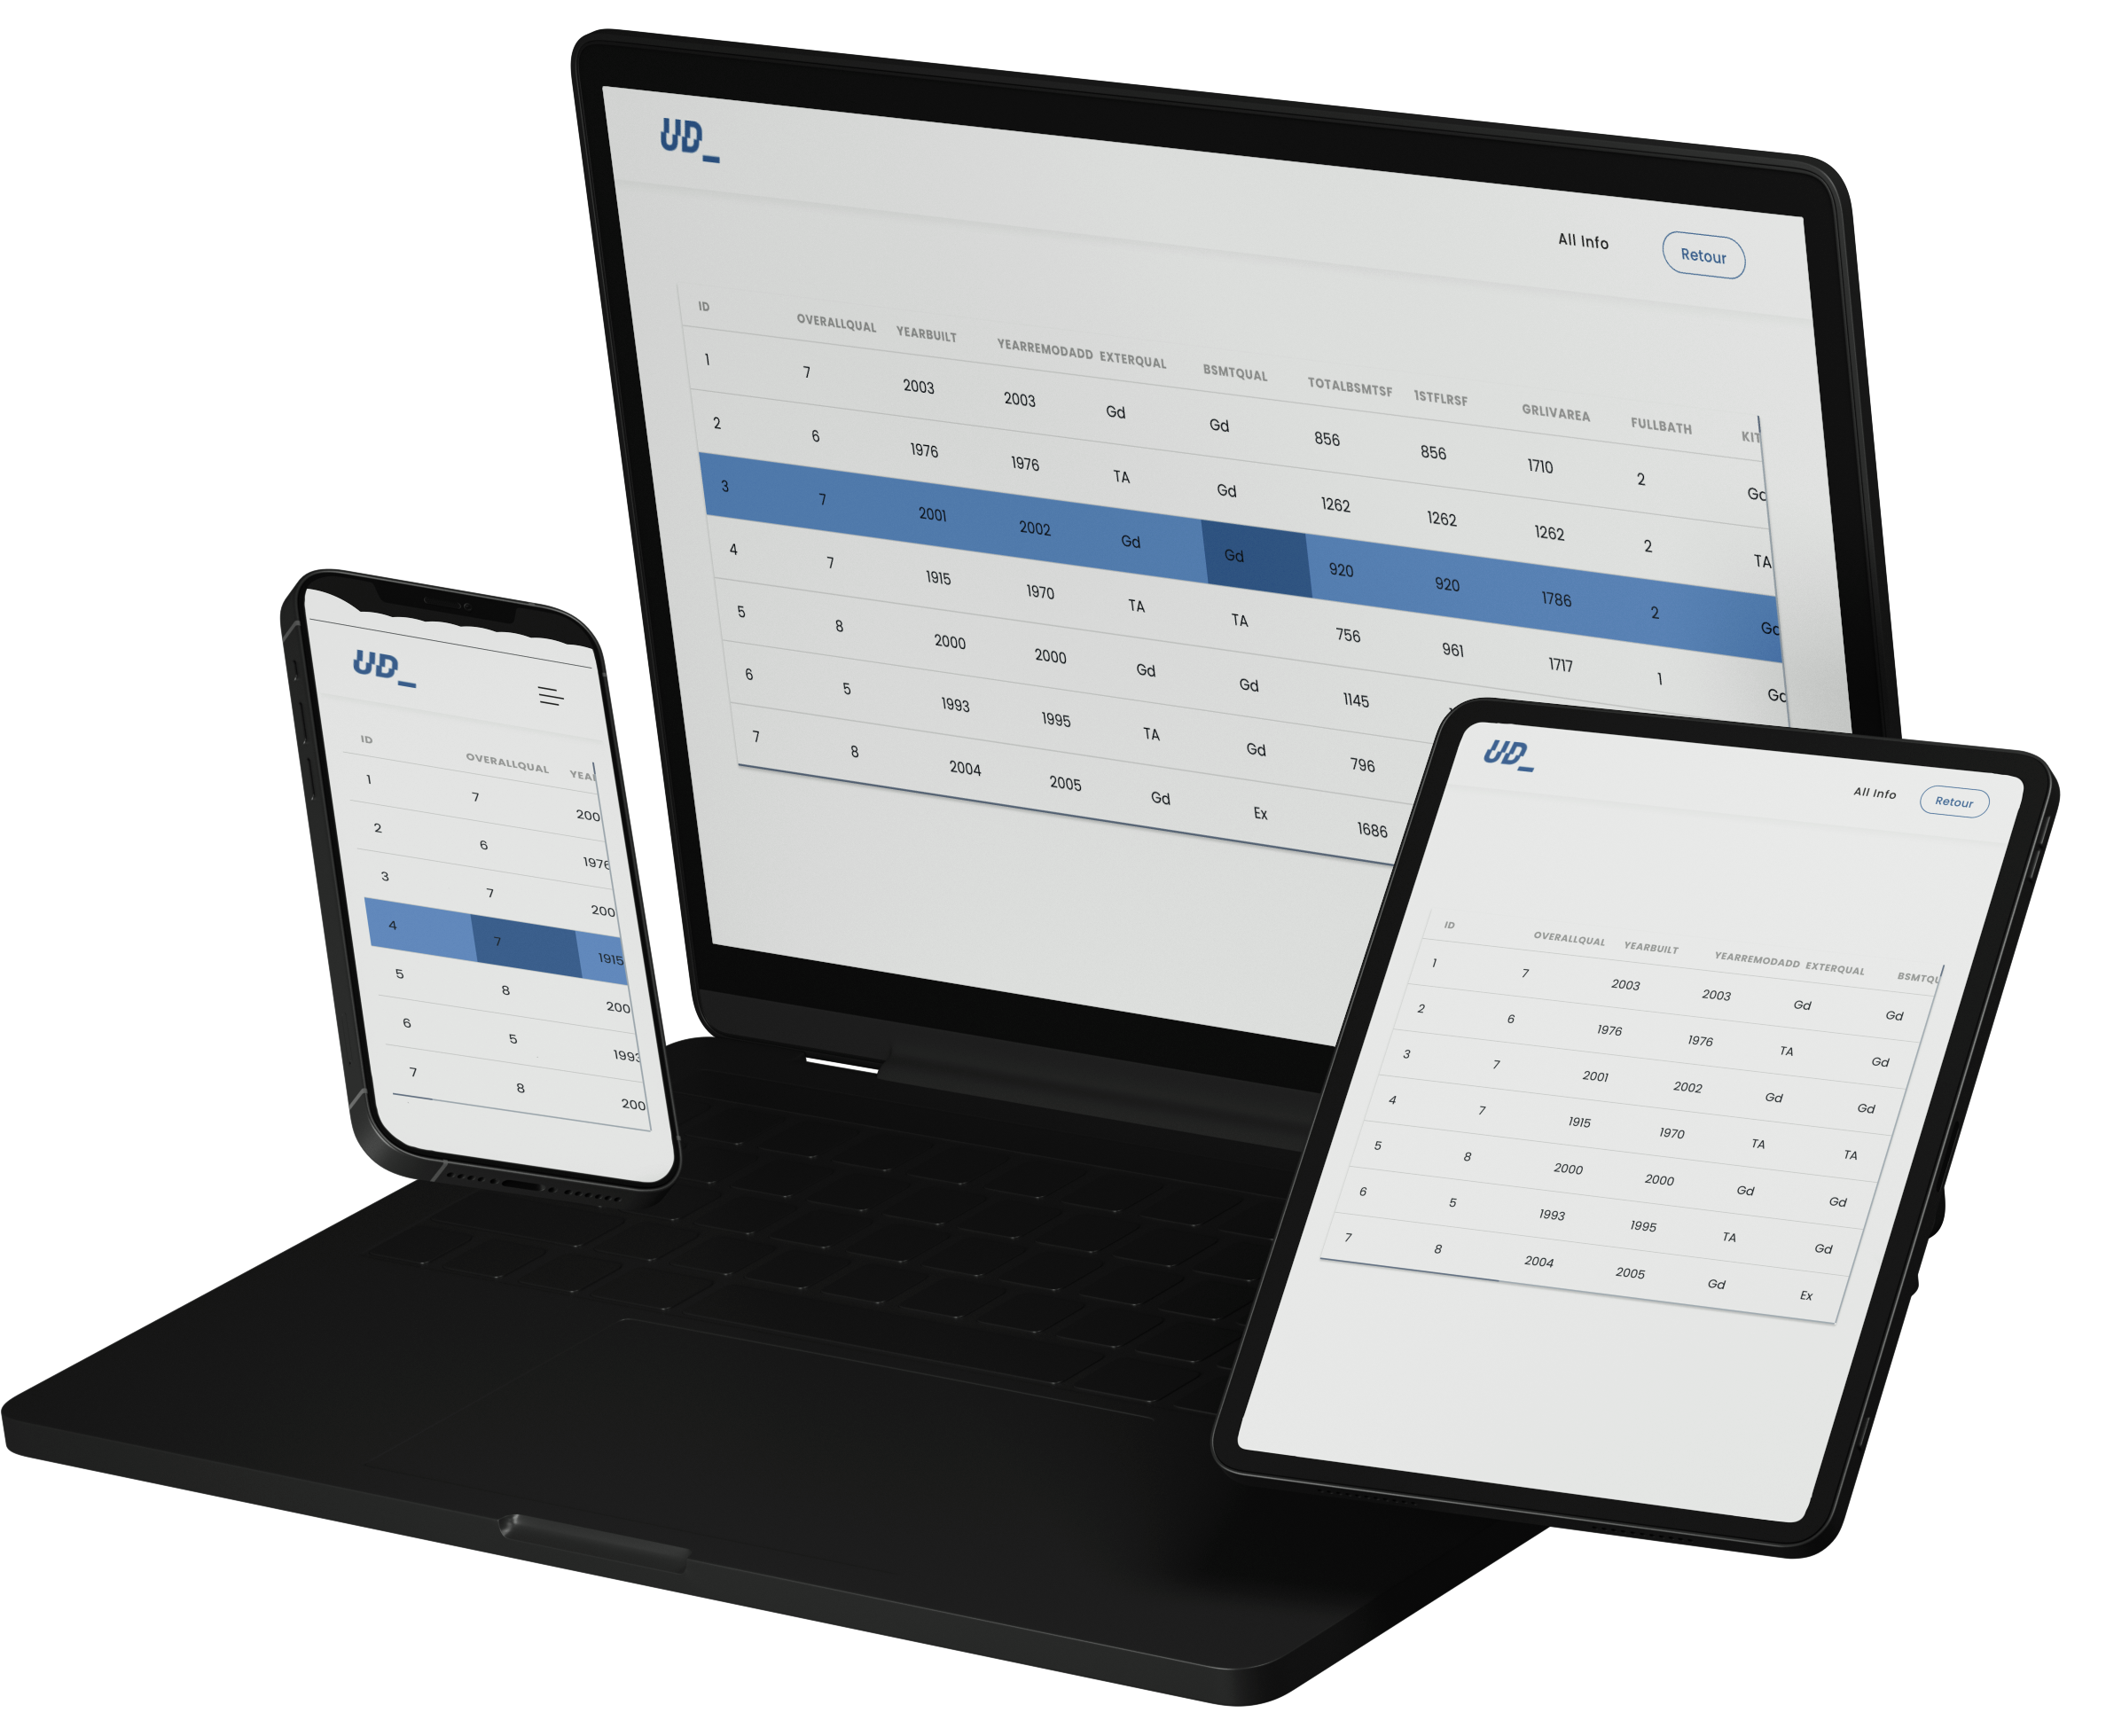 UD_
All Info Retour
ID OVERALLQUAL YEARBUILT YEARREMODADD EXTERQUAL BSMTQUAL TOTALBSMTSF 1STFLRSF GRLIVAREA FULLBATH KIT
1 7 2003 2003 Gd Gd 856 856 1710 2 Gd
2 6 1976 1976 TA Gd 1262 1262 1262 2 TA
3 7 2001 2002 Gd Gd 920 920 1786 2 Gd
4 7 1915 1970 TA TA 756 961 1717 1 Gd
5 8 2000 2000 Gd Gd 1145
6 5 1993 1995 TA Gd 796
7 8 2004 2005 Gd Ex 1686
UD_
ID OVERALLQUAL YEA
1 7 200
2 6 1976
3 7 200
4 7 1915
5 8 200
6 5 1993
7 8 200
UD_
All Info Retour
ID OVERALLQUAL YEARBUILT YEARREMODADD EXTERQUAL BSMTQU
1 7 2003 2003 Gd Gd
2 6 1976 1976 TA Gd
3 7 2001 2002 Gd Gd
4 7 1915 1970 TA TA
5 8 2000 2000 Gd Gd
6 5 1993 1995 TA Gd
7 8 2004 2005 Gd Ex